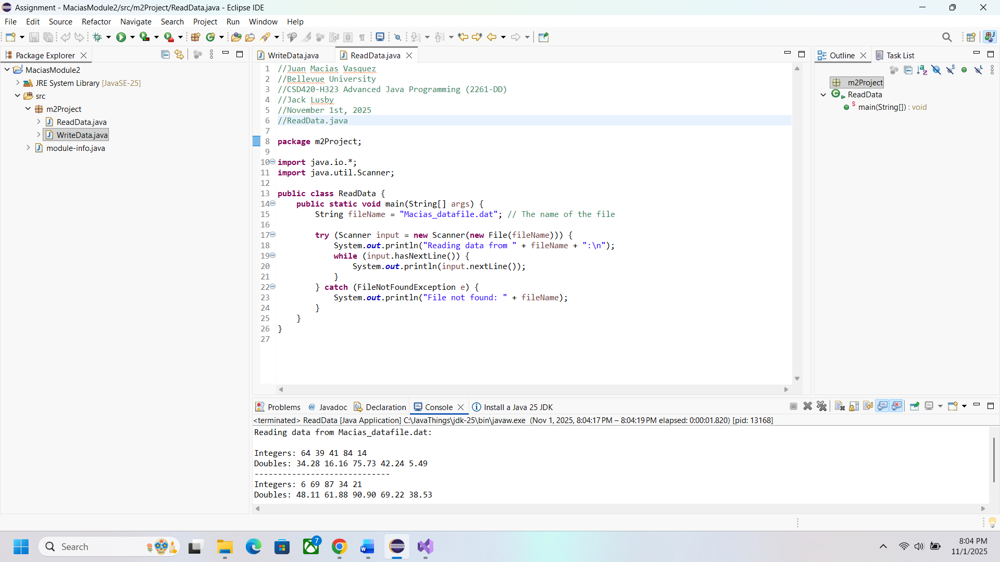 Assignment - MaciasModule2/src/m2Project/ReadData.java - Eclipse IDE
File Edit Source Refactor Navigate Search Project Run Window Help
Package Explorer
MaciasModule2
JRE System Library [JavaSE-25]
src
m2Project
ReadData.java
WriteData.java
module-info.java
WriteData.java ReadData.java
1 //Juan Macias Vasquez
2 //Bellevue University
3 //CSD420-H323 Advanced Java Programming (2261-DD)
4 //Jack Lusby
5 //November 1st, 2025
6 //ReadData.java
7
8 package m2Project;
9
10 import java.io.*;
11 import java.util.Scanner;
12
13 public class ReadData {
14     public static void main(String[] args) {
15         String fileName = "Macias_datafile.dat"; // The name of the file
16
17         try (Scanner input = new Scanner(new File(fileName))) {
18             System.out.println("Reading data from " + fileName + ":\n");
19             while (input.hasNextLine()) {
20                 System.out.println(input.nextLine());
21             }
22         } catch (FileNotFoundException e) {
23             System.out.println("File not found: " + fileName);
24         }
25     }
26 }
27
Outline Task List
m2Project
ReadData
main(String[]) : void
Problems Javadoc Declaration Console Install a Java 25 JDK
<terminated> ReadData [Java Application] C:\JavaThings\jdk-25\bin\javaw.exe (Nov 1, 2025, 8:04:17 PM – 8:04:19 PM elapsed: 0:00:01.820) [pid: 13168]
Reading data from Macias_datafile.dat:
Integers: 64 39 41 84 14
Doubles: 34.28 16.16 75.73 42.24 5.49
-----------------------------
Integers: 6 69 87 34 21
Doubles: 48.11 61.88 90.90 69.22 38.53
Search
7
8:04 PM
11/1/2025